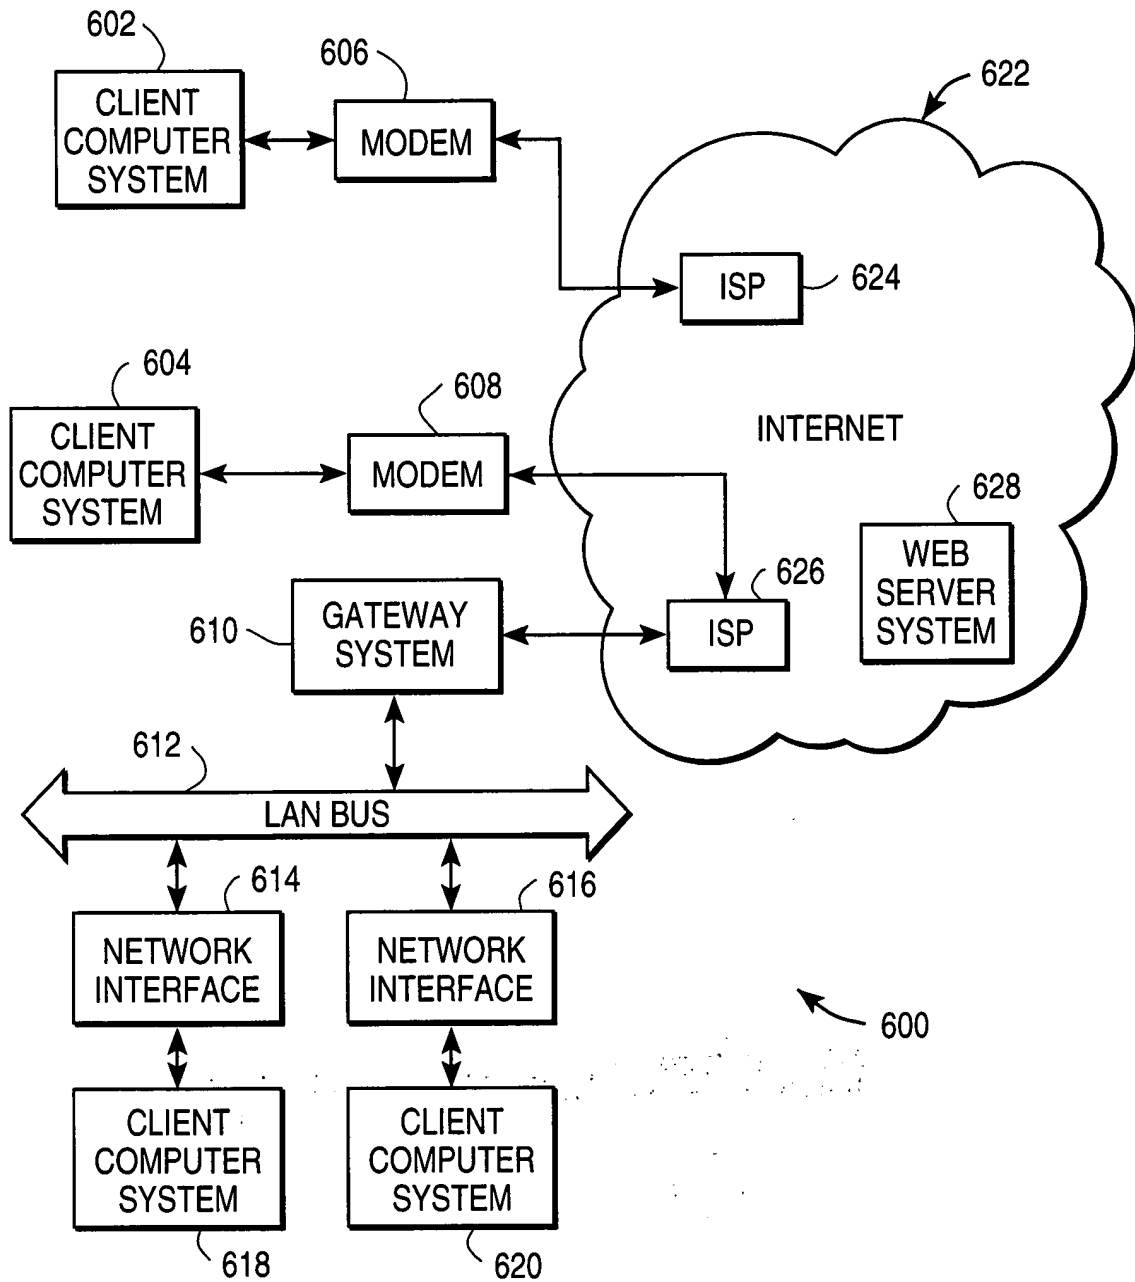 602
606
622
CLIENT
COMPUTER
SYSTEM
MODEM
ISP
624
604
608
INTERNET
CLIENT
COMPUTER
SYSTEM
MODEM
628
WEB
SERVER
SYSTEM
626
610
GATEWAY
SYSTEM
ISP
612
LAN BUS
614
616
NETWORK
INTERFACE
NETWORK
INTERFACE
600
CLIENT
COMPUTER
SYSTEM
CLIENT
COMPUTER
SYSTEM
618
620